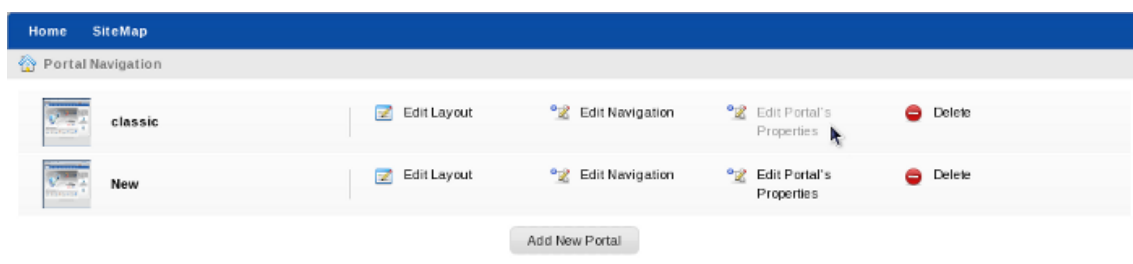 Home SiteMap
Portal Navigation
classic Edit Layout Edit Navigation Edit Portal's Properties Delete
New Edit Layout Edit Navigation Edit Portal's Properties Delete
Add New Portal